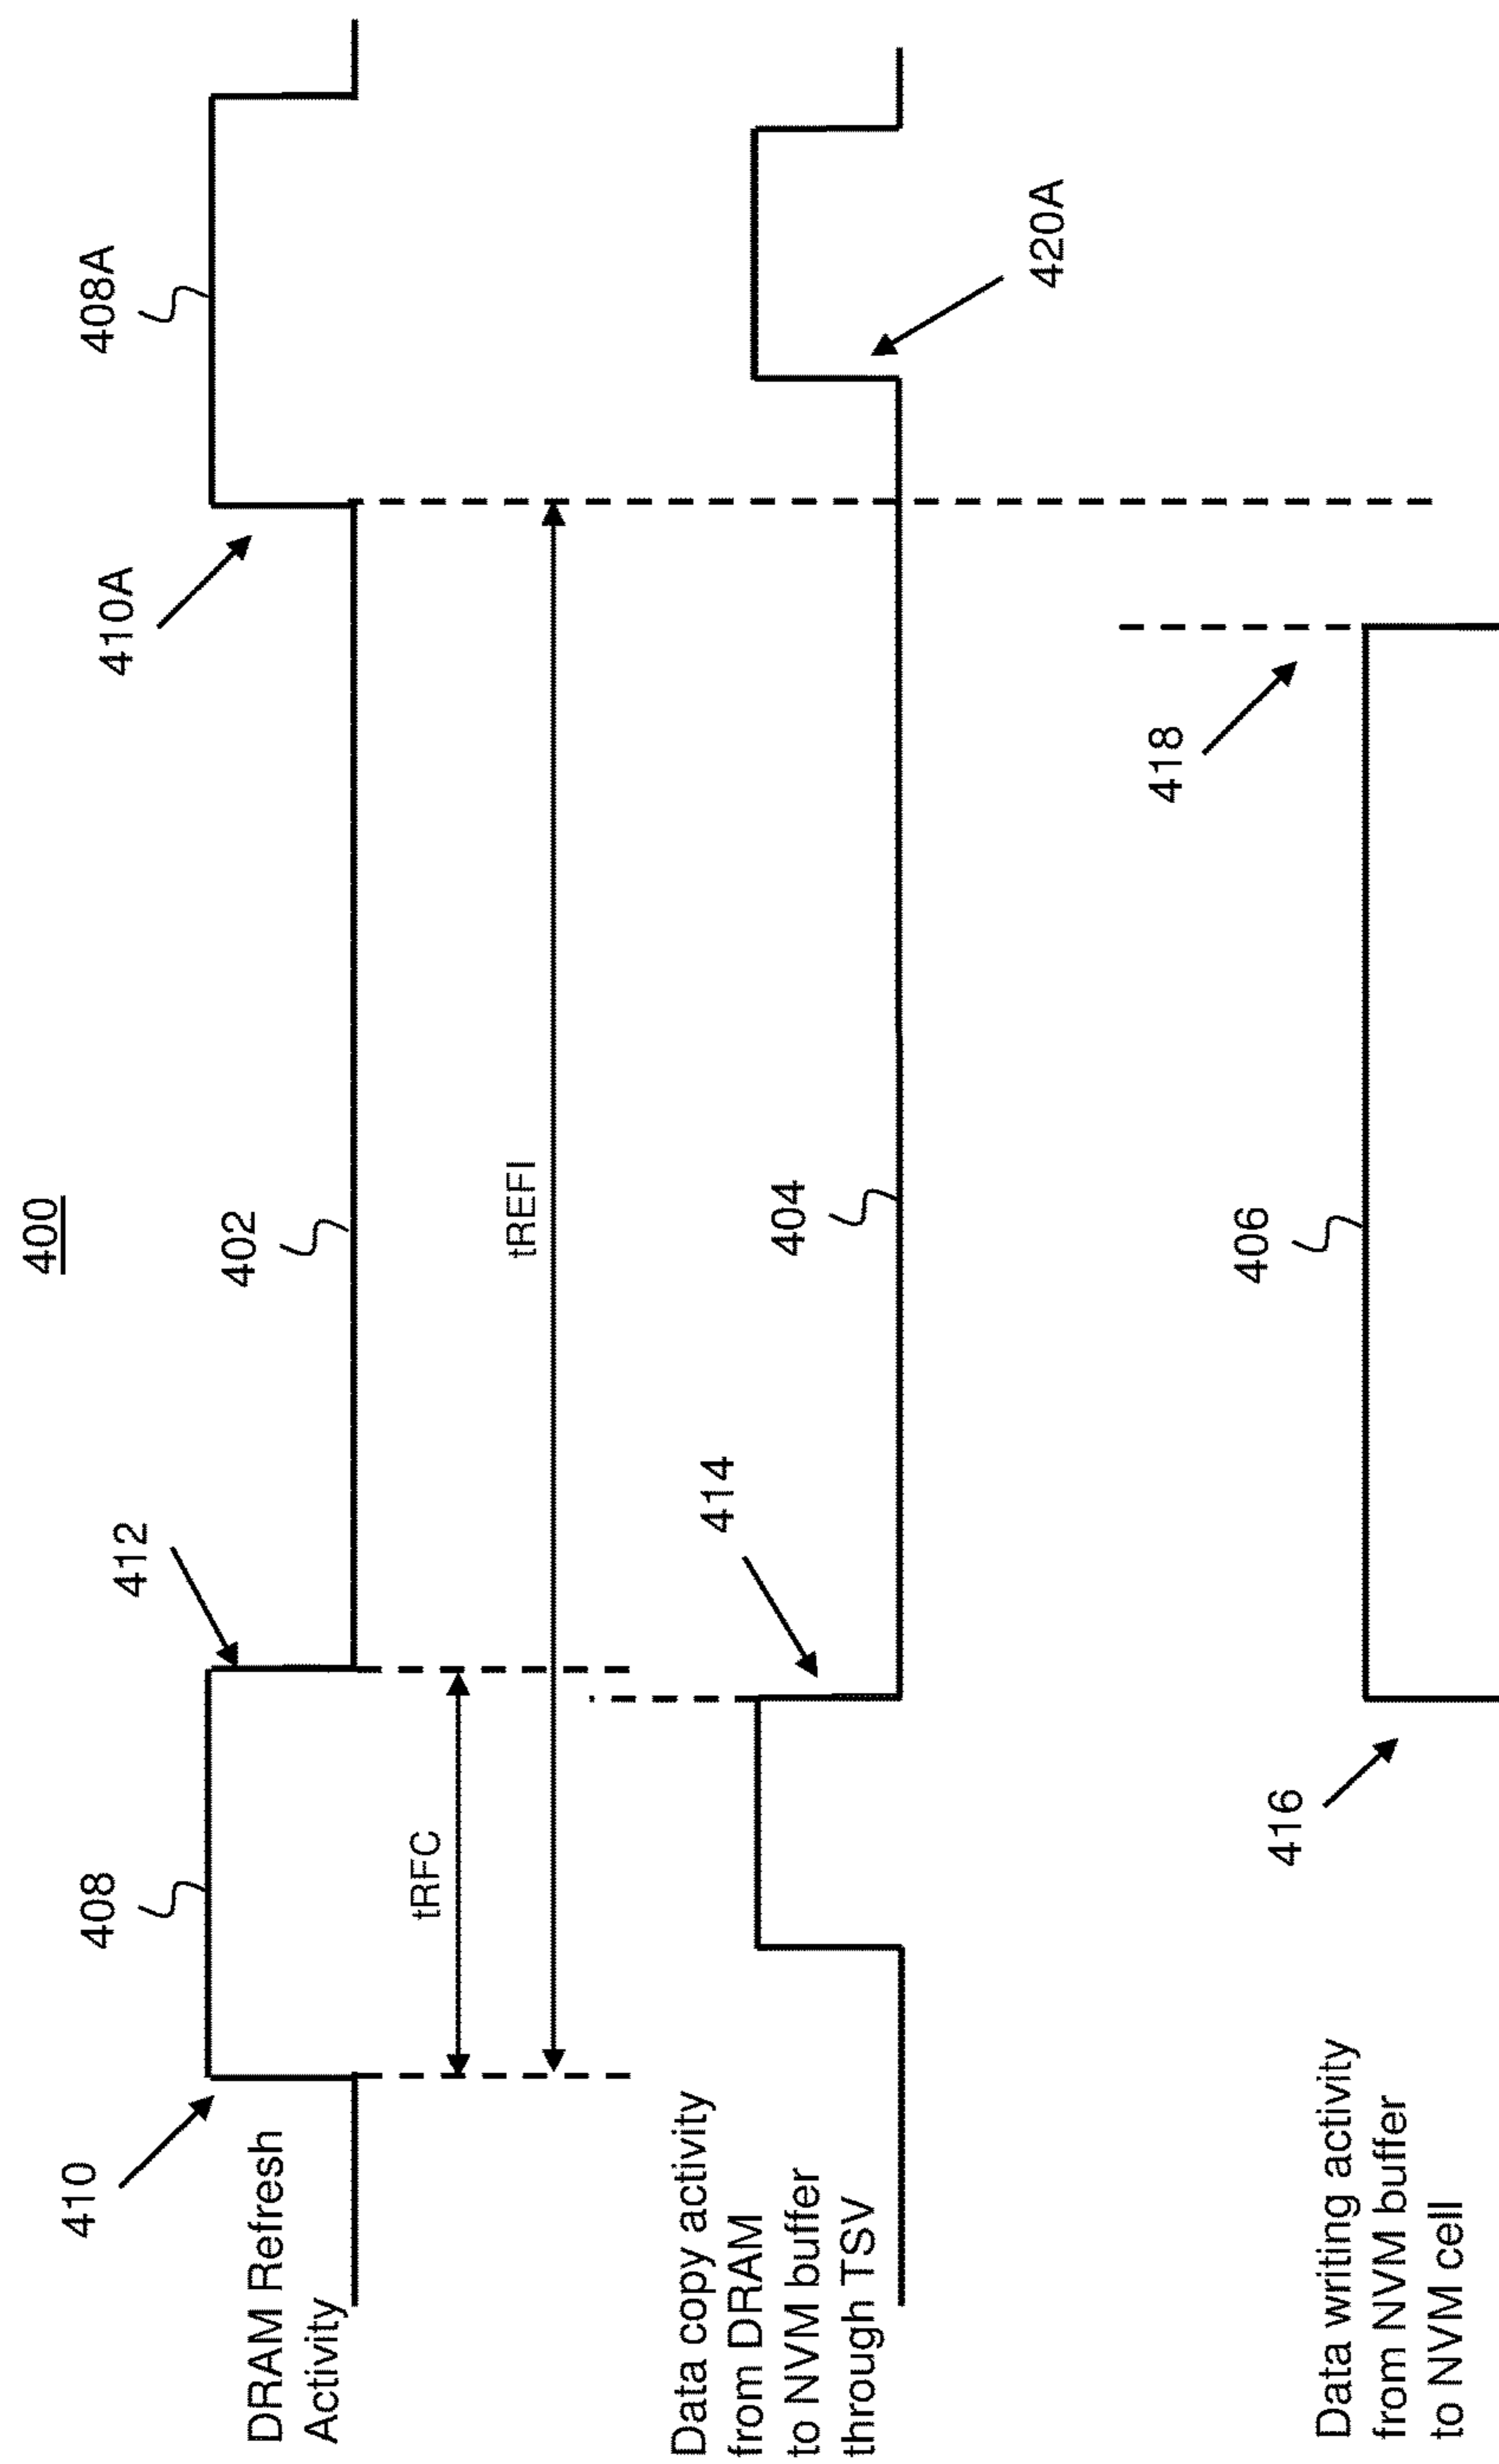 400
410
408
412
410A
408A
DRAM Refresh
Activity
402
tRFC
tREFI
Data copy activity
from DRAM
to NVM buffer
through TSV
414
404
420A
416
406
418
Data writing activity
from NVM buffer
to NVM cell